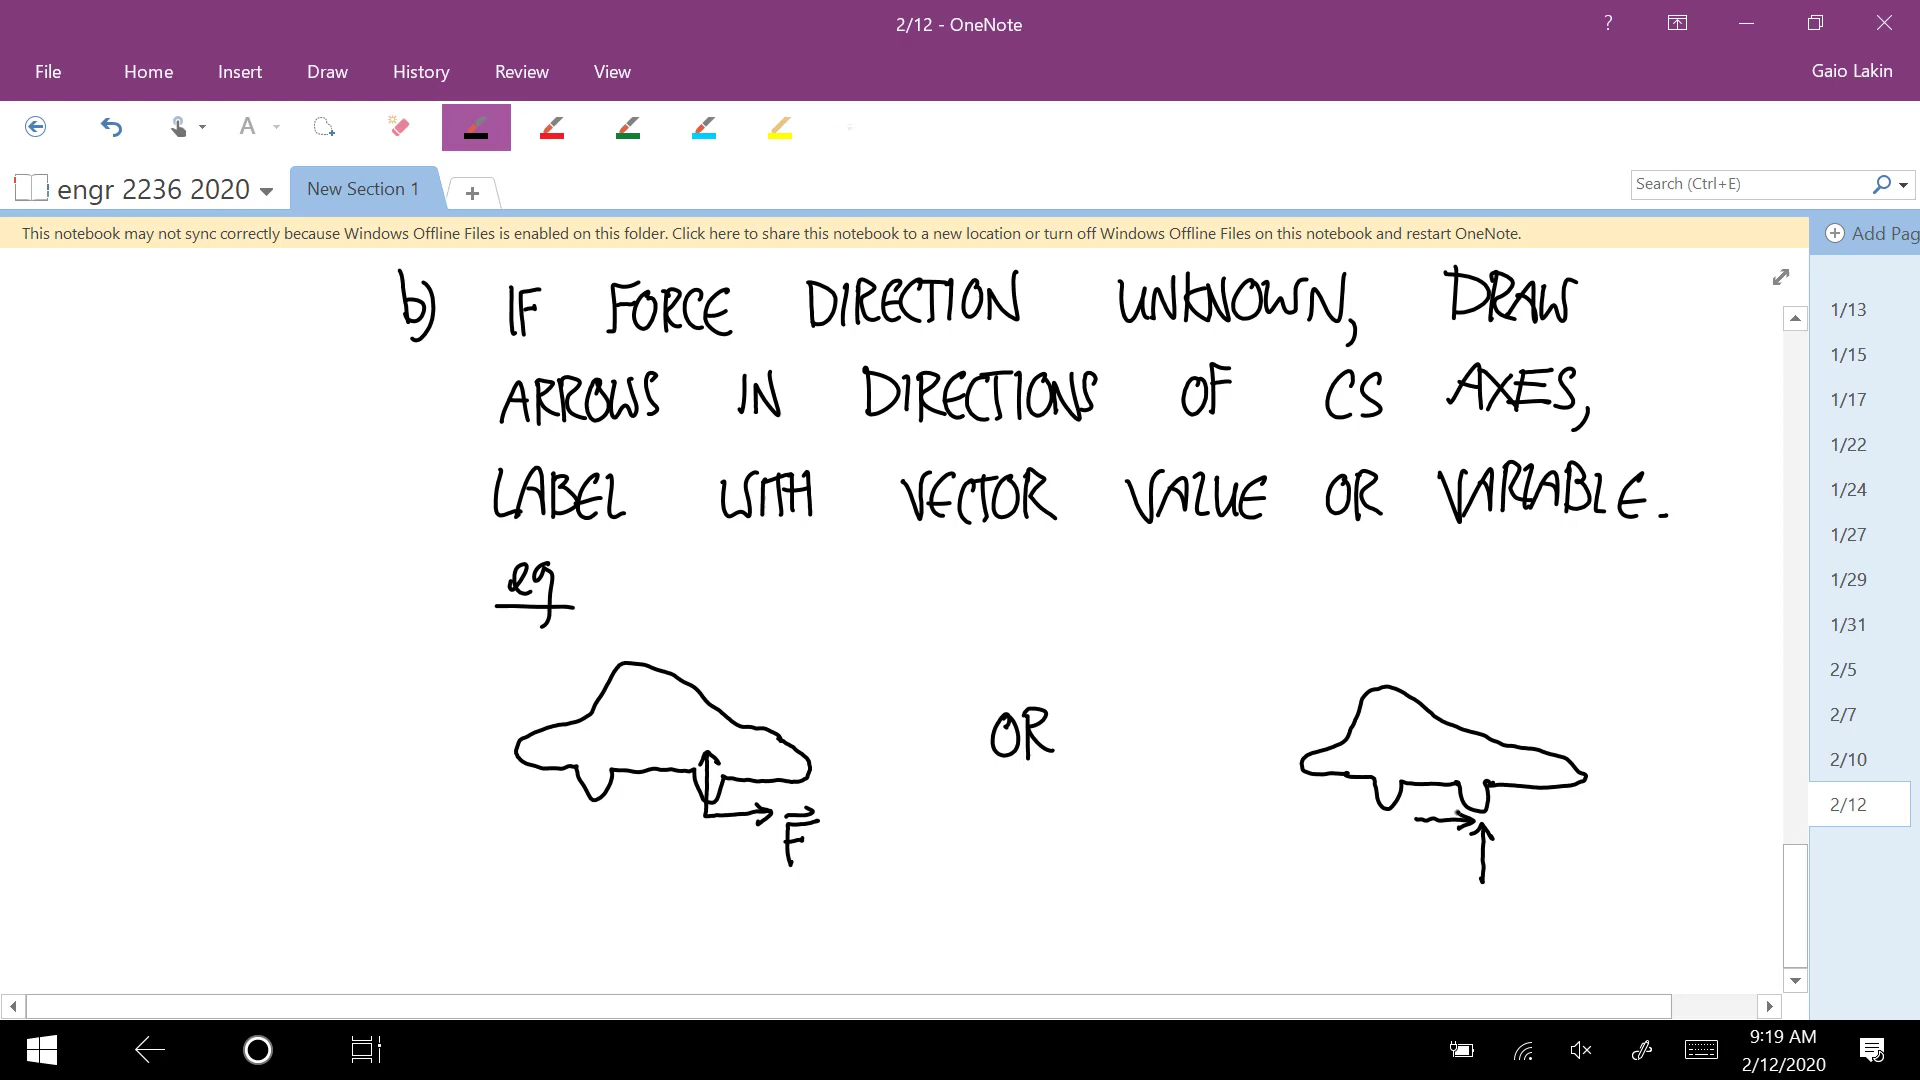 2/12 - OneNote
?
File Home Insert Draw History Review View
Gaio Lakin
A
engr 2236 2020
New Section 1
+
Search (Ctrl+E)
This notebook may not sync correctly because Windows Offline Files is enabled on this folder. Click here to share this notebook to a new location or turn off Windows Offline Files on this notebook and restart OneNote.
Add Pag
b) IF FORCE DIRECTION UNKNOWN, DRAW
ARROWS IN DIRECTIONS OF CS AXES,
LABEL WITH VECTOR VALUE OR VARIABLE.
eg
OR
F
1/13
1/15
1/17
1/22
1/24
1/27
1/29
1/31
2/5
2/7
2/10
2/12
9:19 AM
2/12/2020